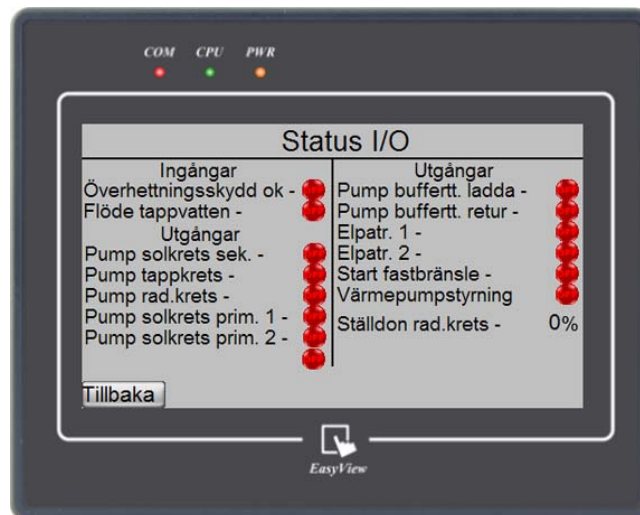 COM CPU PWR
Status I/O
Ingångar
Överhettningsskydd ok -
Flöde tappvatten -
Utgångar
Pump solkrets sek. -
Pump tappkrets -
Pump rad.krets -
Pump solkrets prim. 1 -
Pump solkrets prim. 2 -
Utgångar
Pump buffertt. ladda -
Pump buffertt. retur -
Elpatr. 1 -
Elpatr. 2 -
Start fastbränsle -
Värmepumpstyrning
Ställdon rad.krets - 0%
Tillbaka
EasyView